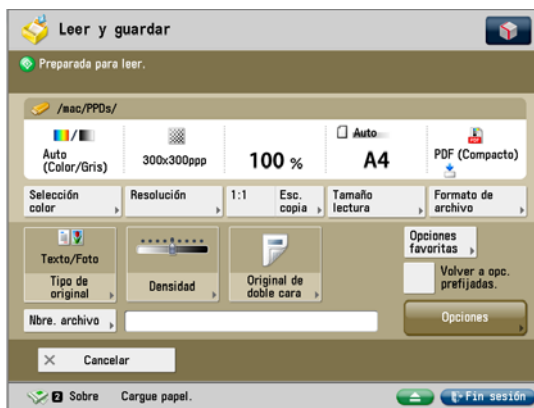 Leer y guardar
Preparada para leer.
/mac/PPDs/
Auto
(Color/Gris)
300x300ppp
100 %
Auto
A4
PDF (Compacto)
Selección
color
Resolución
1:1
Esc.
copia
Tamaño
lectura
Formato de
archivo
Texto/Foto
Tipo de
original
Densidad
Original de
doble cara
Opciones
favoritas
Volver a opc.
prefijadas.
Nbre. archivo
Opciones
Cancelar
2 Sobre Cargue papel.
Fin sesión